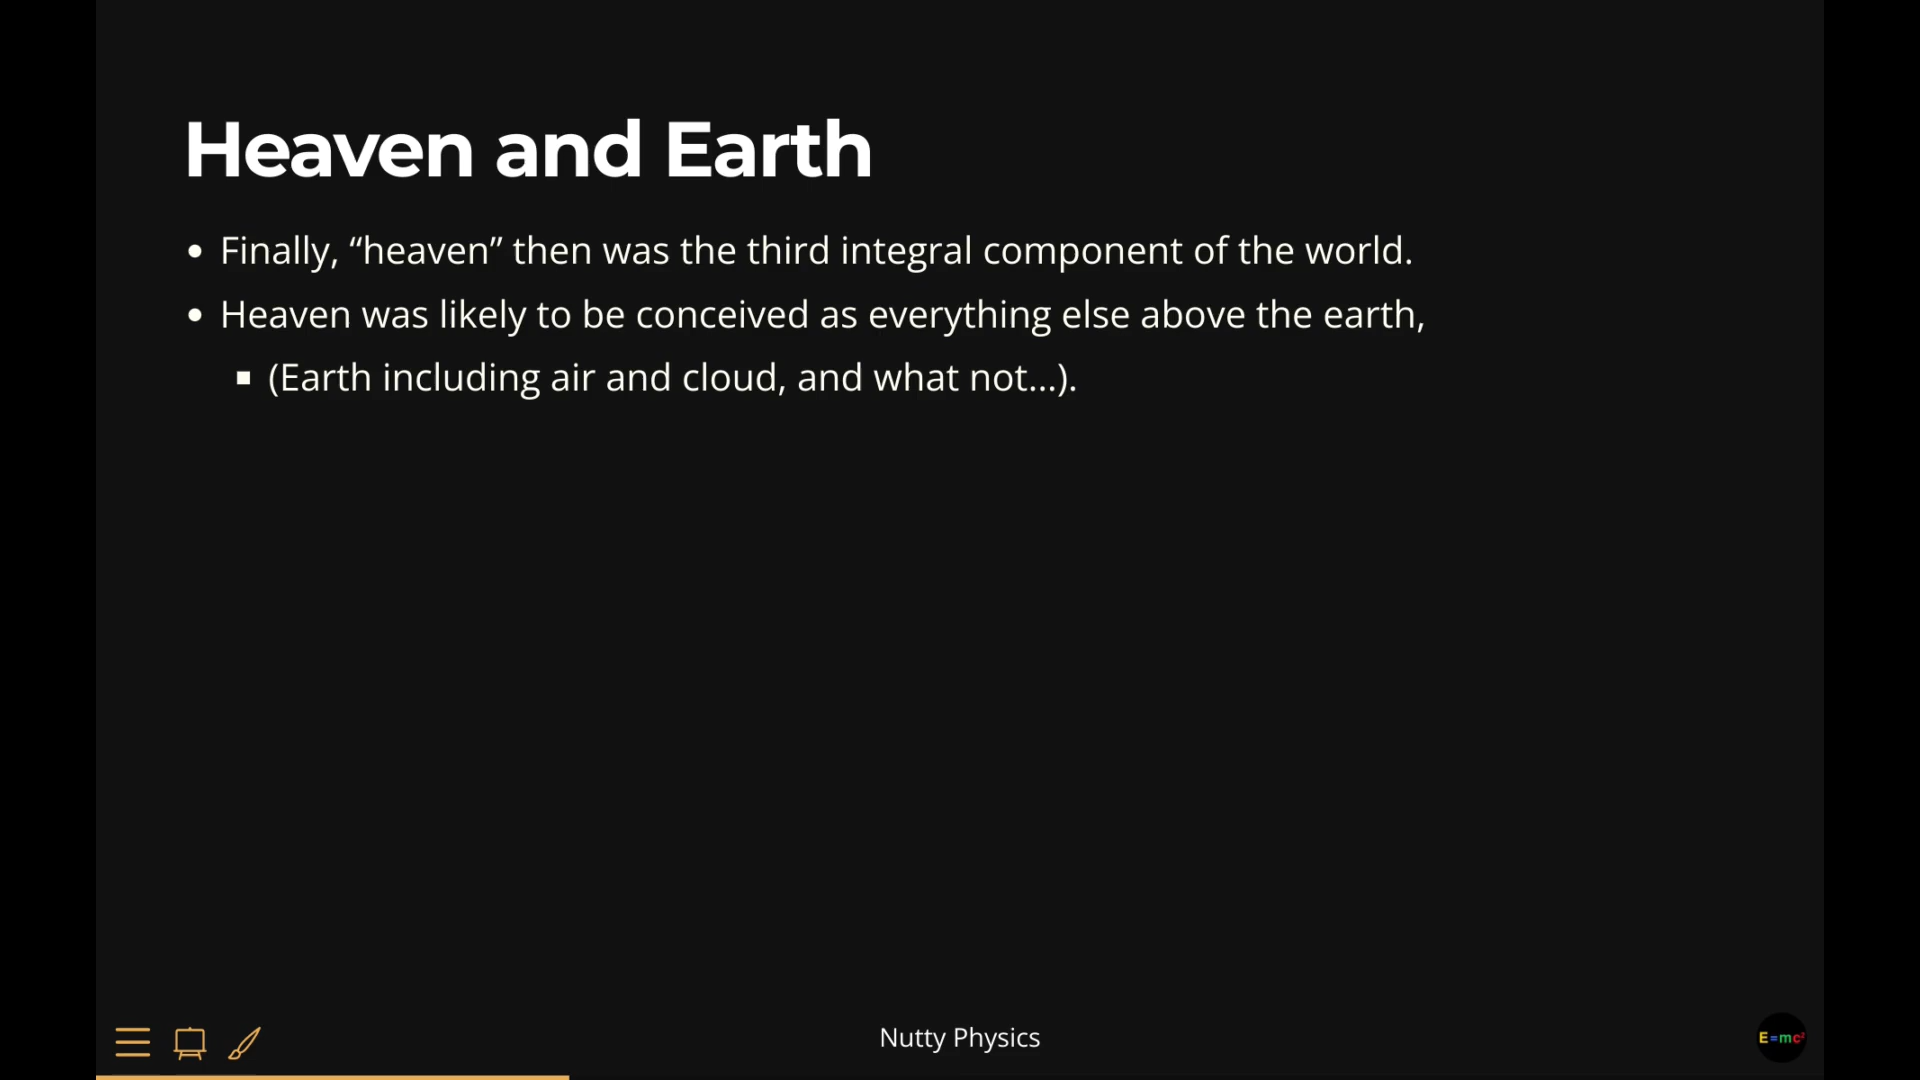 Heaven and Earth
• Finally, “heaven” then was the third integral component of the world.
• Heaven was likely to be conceived as everything else above the earth,
▪ (Earth including air and cloud, and what not...).
Nutty Physics
E=mc²